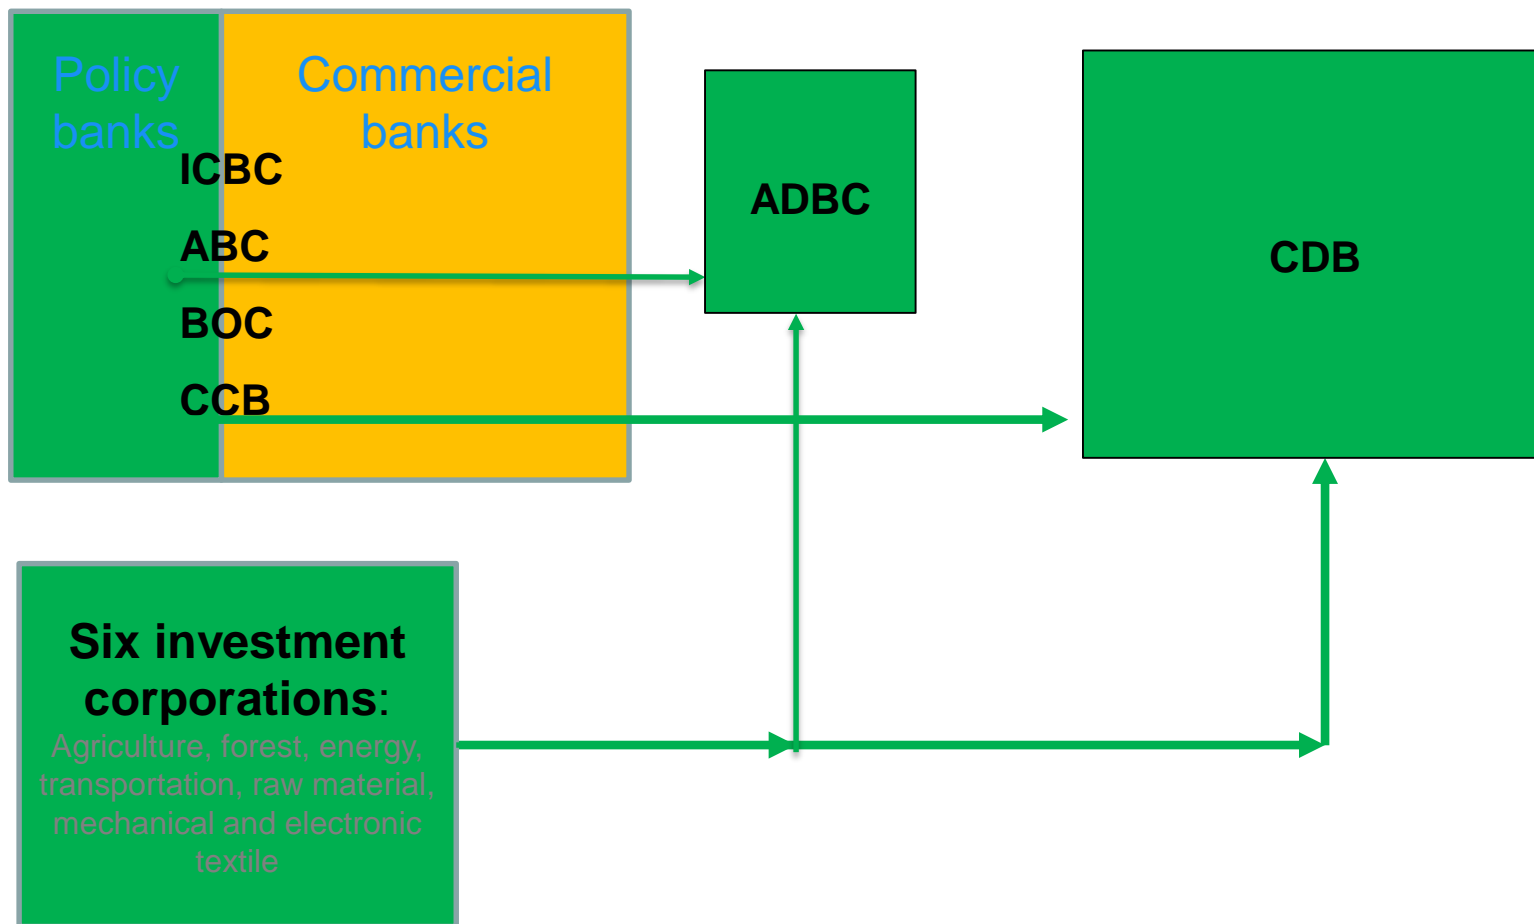 Policy
banks
Commercial
banks
ICBC
ABC
BOC
CCB
ADBC
CDB
Six investment
corporations:
Agriculture, forest, energy,
transportation, raw material,
mechanical and electronic
textile